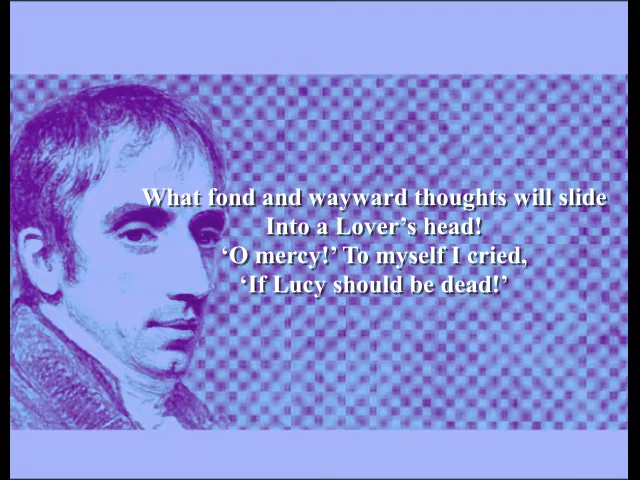 What fond and wayward thoughts will slide
Into a Lover’s head!
‘O mercy!’ To myself I cried,
‘If Lucy should be dead!’